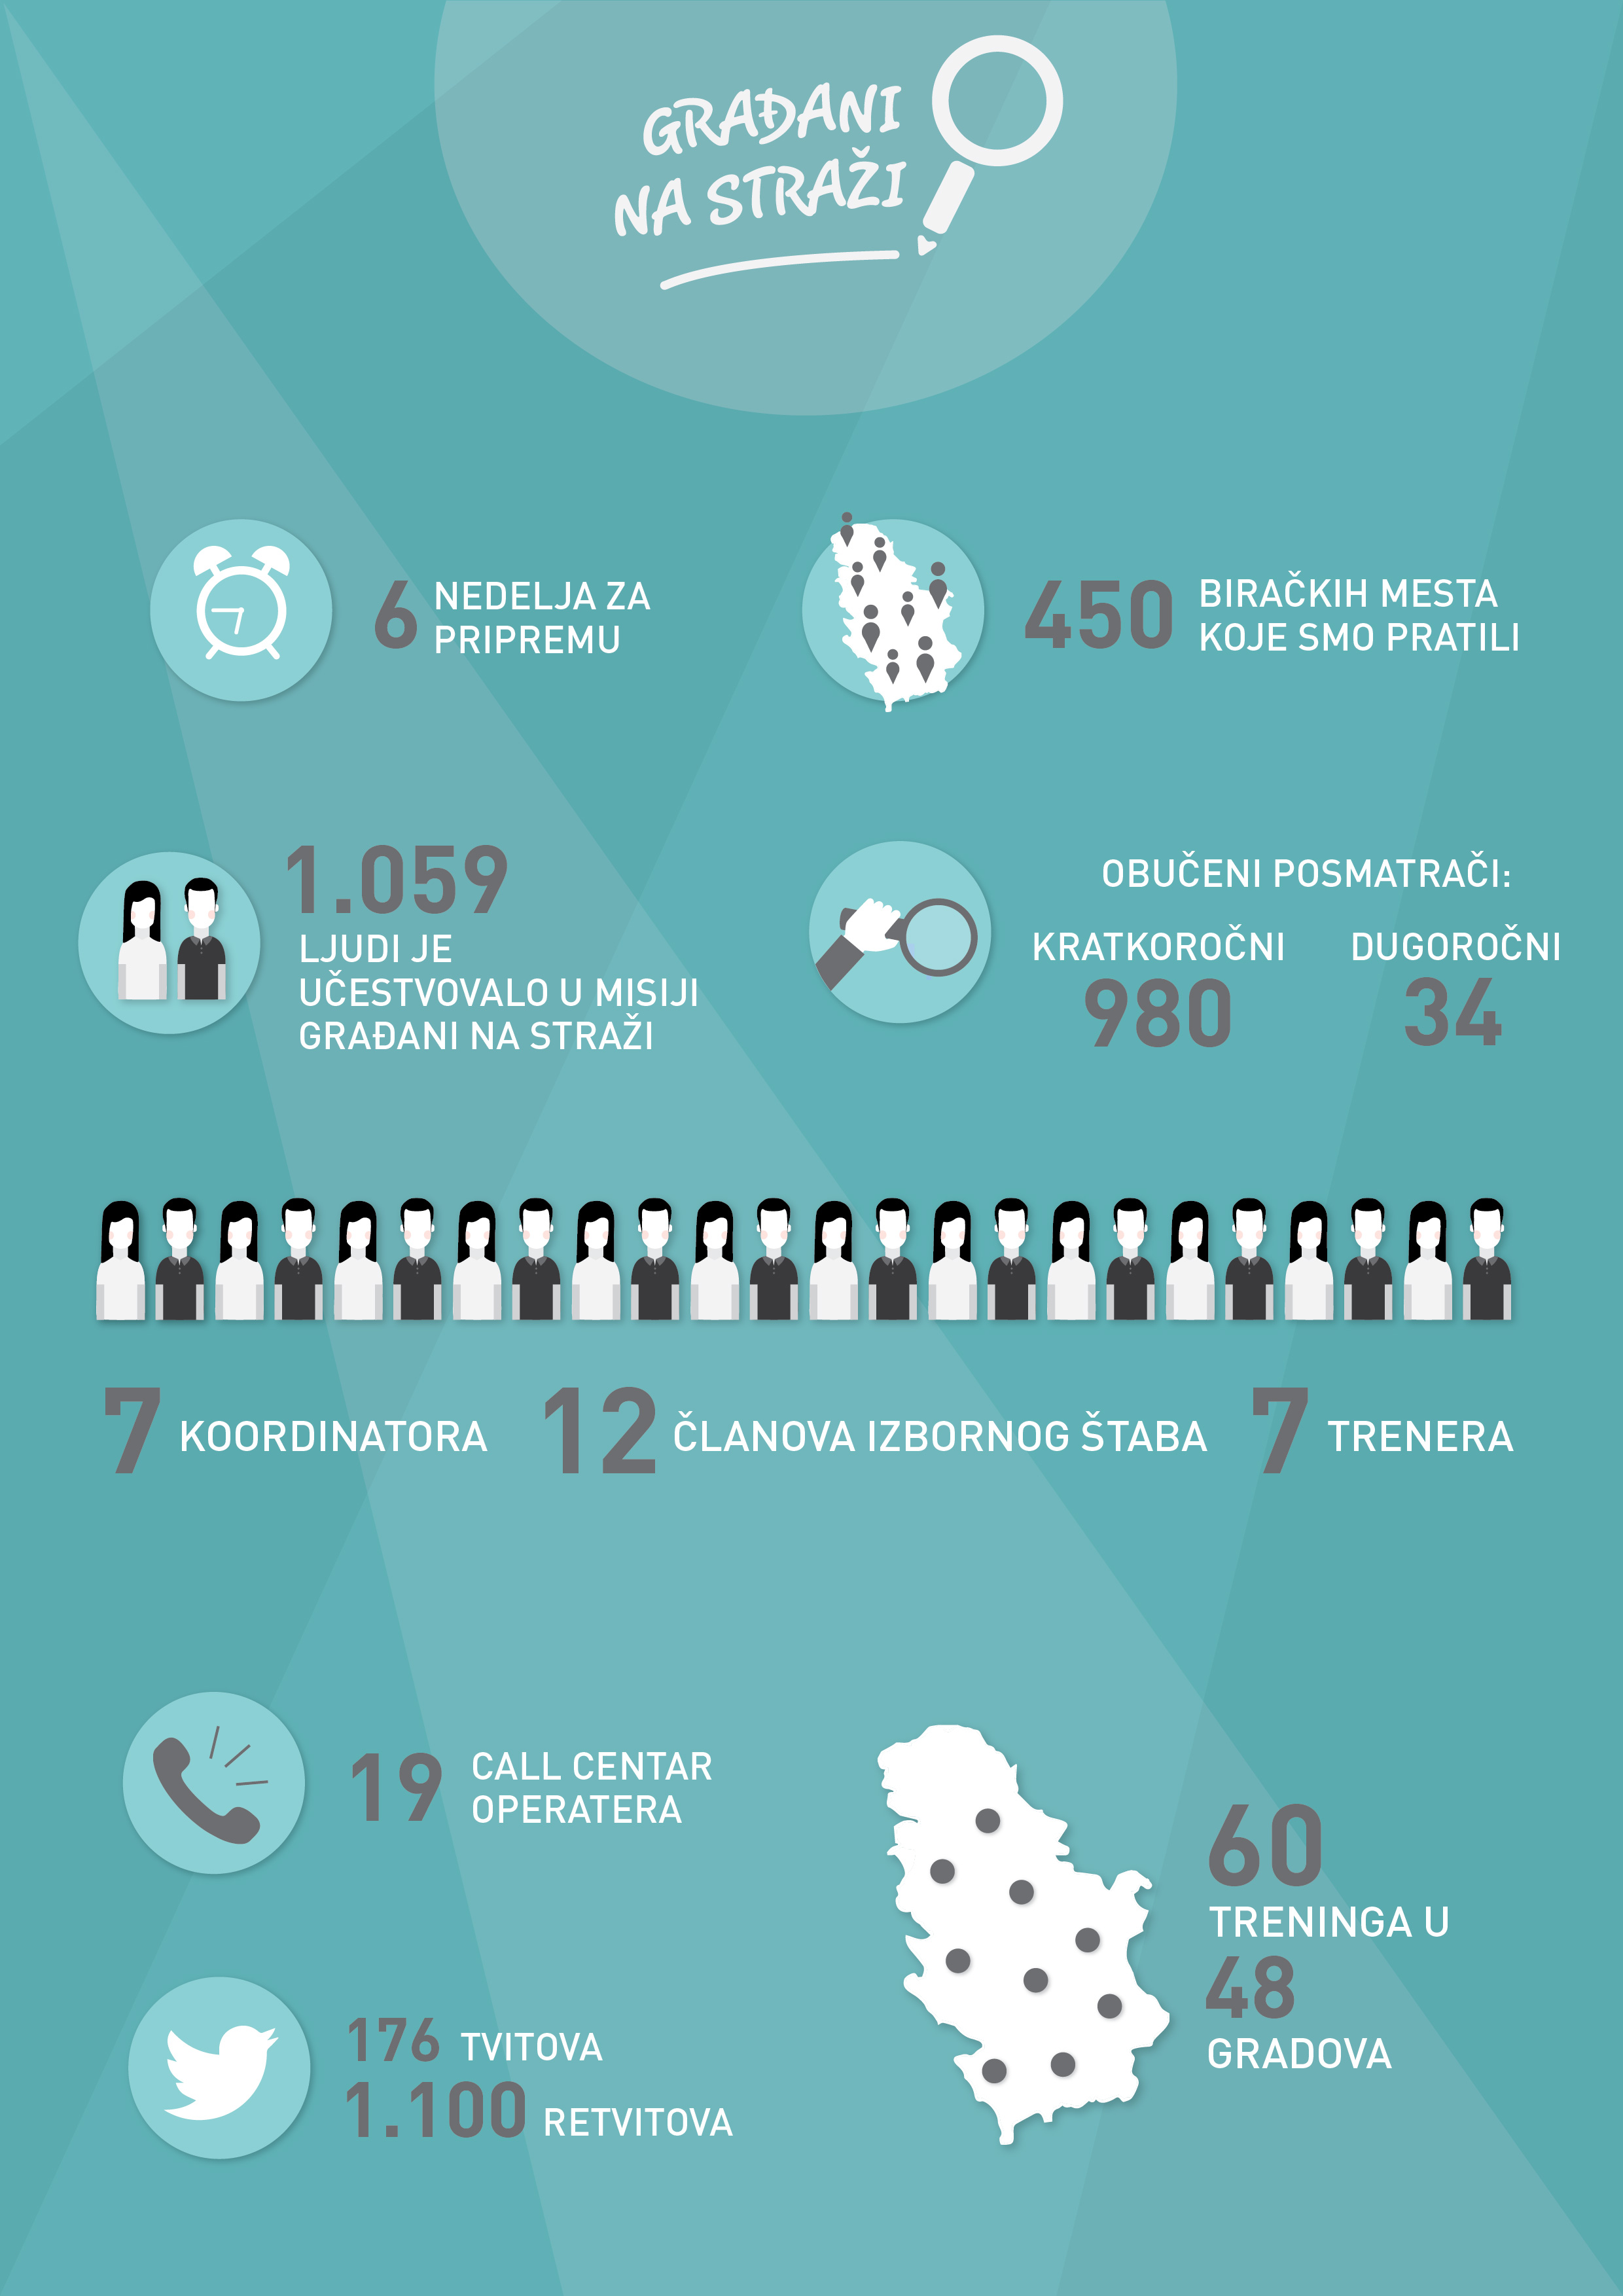 GRAĐANI
NA STRAŽI
6 NEDELJA ZA
PRIPREMU
450 BIRAČKIH MESTA
KOJE SMO PRATILI
1.059
LJUDI JE
UČESTVOVALO U MISIJI
GRAĐANI NA STRAŽI
OBUČENI POSMATRAČI:
KRATKOROČNI
980
DUGOROČNI
34
7 KOORDINATORA
12 ČLANOVA IZBORNOG ŠTABA
7 TRENERA
19 CALL CENTAR
OPERATERA
176 TVITOVA
1.100 RETVITOVA
60
TRENINGA U
48
GRADOVA